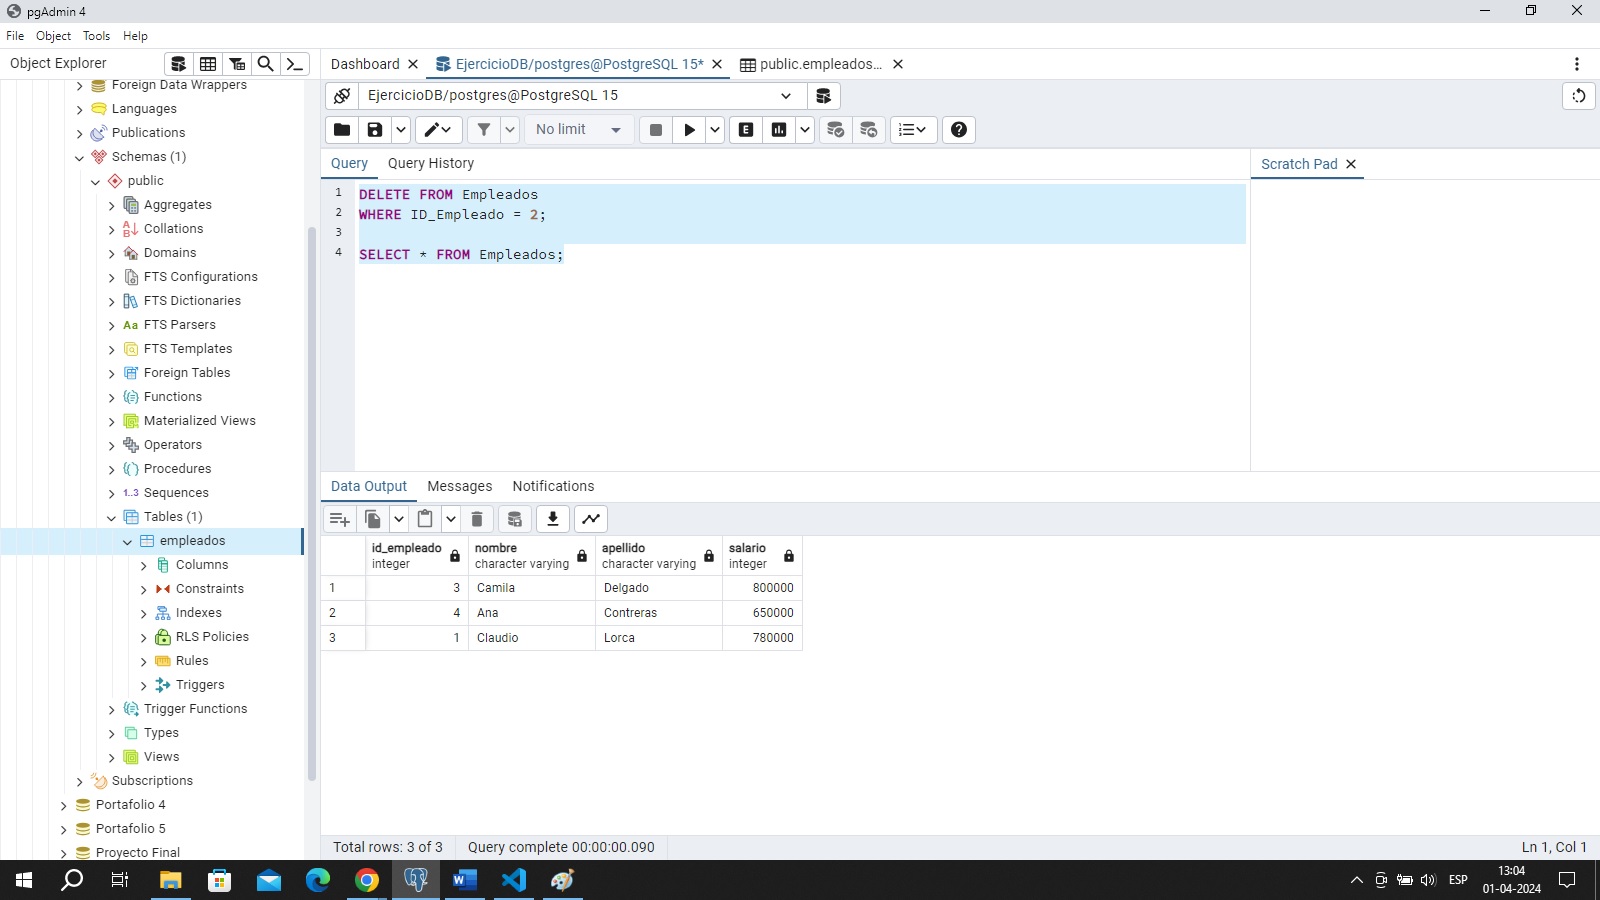 pgAdmin 4
File Object Tools Help
Object Explorer
Dashboard EjercicioDB/postgres@PostgreSQL 15* public.empleados...
Foreign Data Wrappers
Languages
Publications
Schemas (1)
public
Aggregates
Collations
Domains
FTS Configurations
FTS Dictionaries
Aa FTS Parsers
FTS Templates
Foreign Tables
Functions
Materialized Views
Operators
Procedures
1..3 Sequences
Tables (1)
empleados
Columns
Constraints
Indexes
RLS Policies
Rules
Triggers
Trigger Functions
Types
Views
Subscriptions
Portafolio 4
Portafolio 5
Proyecto Final
EjercicioDB/postgres@PostgreSQL 15
No limit
E
Query Query History
Scratch Pad
1 DELETE FROM Empleados
2 WHERE ID_Empleado = 2;
3
4 SELECT * FROM Empleados;
Data Output Messages Notifications
id_empleado nombre apellido salario
integer character varying character varying integer
1 3 Camila Delgado 800000
2 4 Ana Contreras 650000
3 1 Claudio Lorca 780000
Total rows: 3 of 3 Query complete 00:00:00.090 Ln 1, Col 1
ESP
13:04
01-04-2024